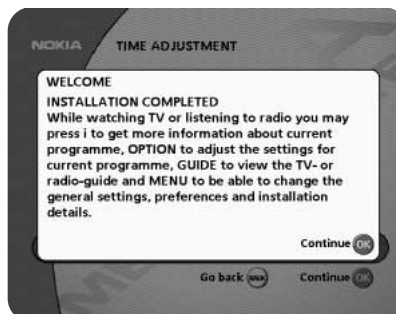 NOKIA
TIME ADJUSTMENT
WELCOME
INSTALLATION COMPLETED
While watching TV or listening to radio you may
press i to get more information about current
programme, OPTION to adjust the settings for
current programme, GUIDE to view the TV- or
radio-guide and MENU to be able to change the
general settings, preferences and installation
details.
Continue OK
Go back BACK Continue OK